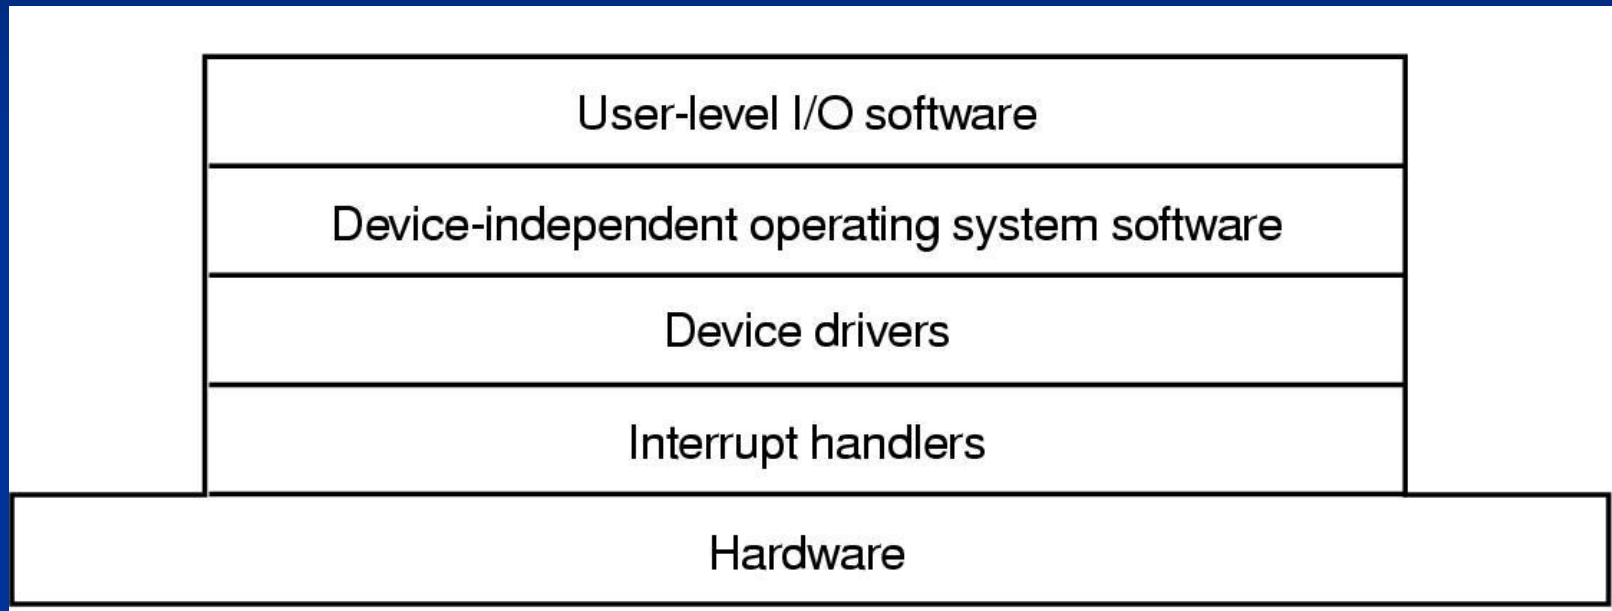 User-level I/O software
Device-independent operating system software
Device drivers
Interrupt handlers
Hardware